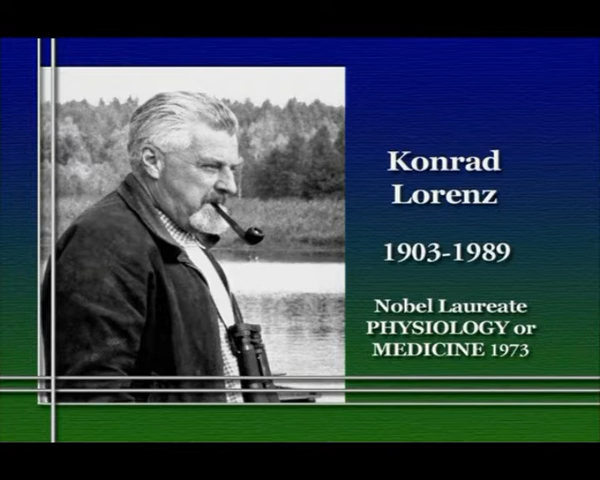 Konrad
Lorenz
1903-1989
Nobel Laureate
PHYSIOLOGY or
MEDICINE 1973